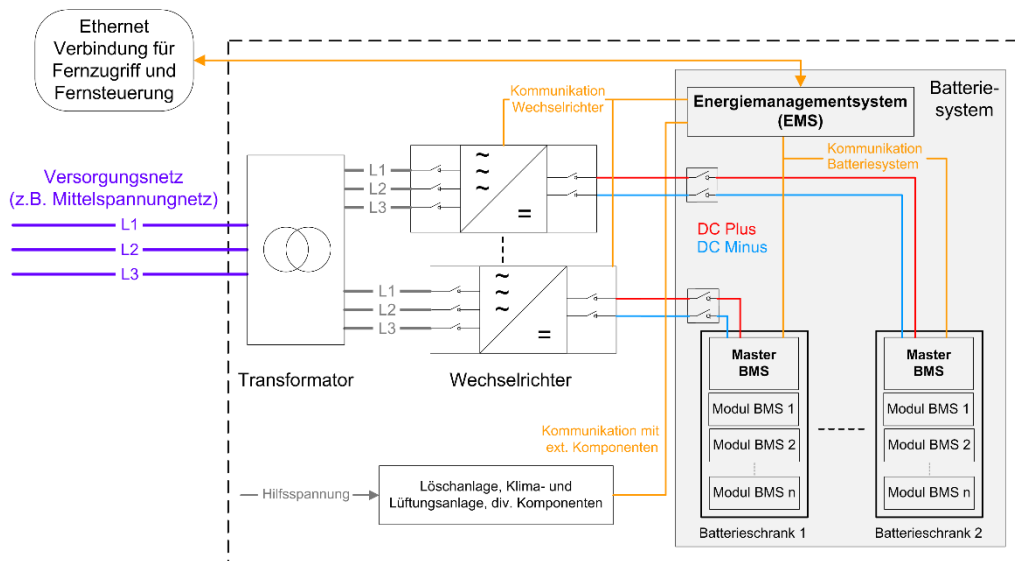 Ethernet
Verbindung für
Fernzugriff und
Fernsteuerung
Batterie-
system
Energiemanagementsystem
(EMS)
Kommunikation
Wechselrichter
Kommunikation
Batteriesystem
Versorgungsnetz
(z.B. Mittelspannungnetz)
L1
L2
L3
L1
L2
L3
~
~
~
=
DC Plus
DC Minus
L1
L2
L3
~
~
~
=
Transformator
Wechselrichter
Master
BMS
Modul BMS 1
Modul BMS 2
Modul BMS n
Batterieschrank 1
Master
BMS
Modul BMS 1
Modul BMS 2
Modul BMS n
Batterieschrank 2
Kommunikation mit
ext. Komponenten
Hilfsspannung
Löschanlage, Klima- und
Lüftungsanlage, div. Komponenten